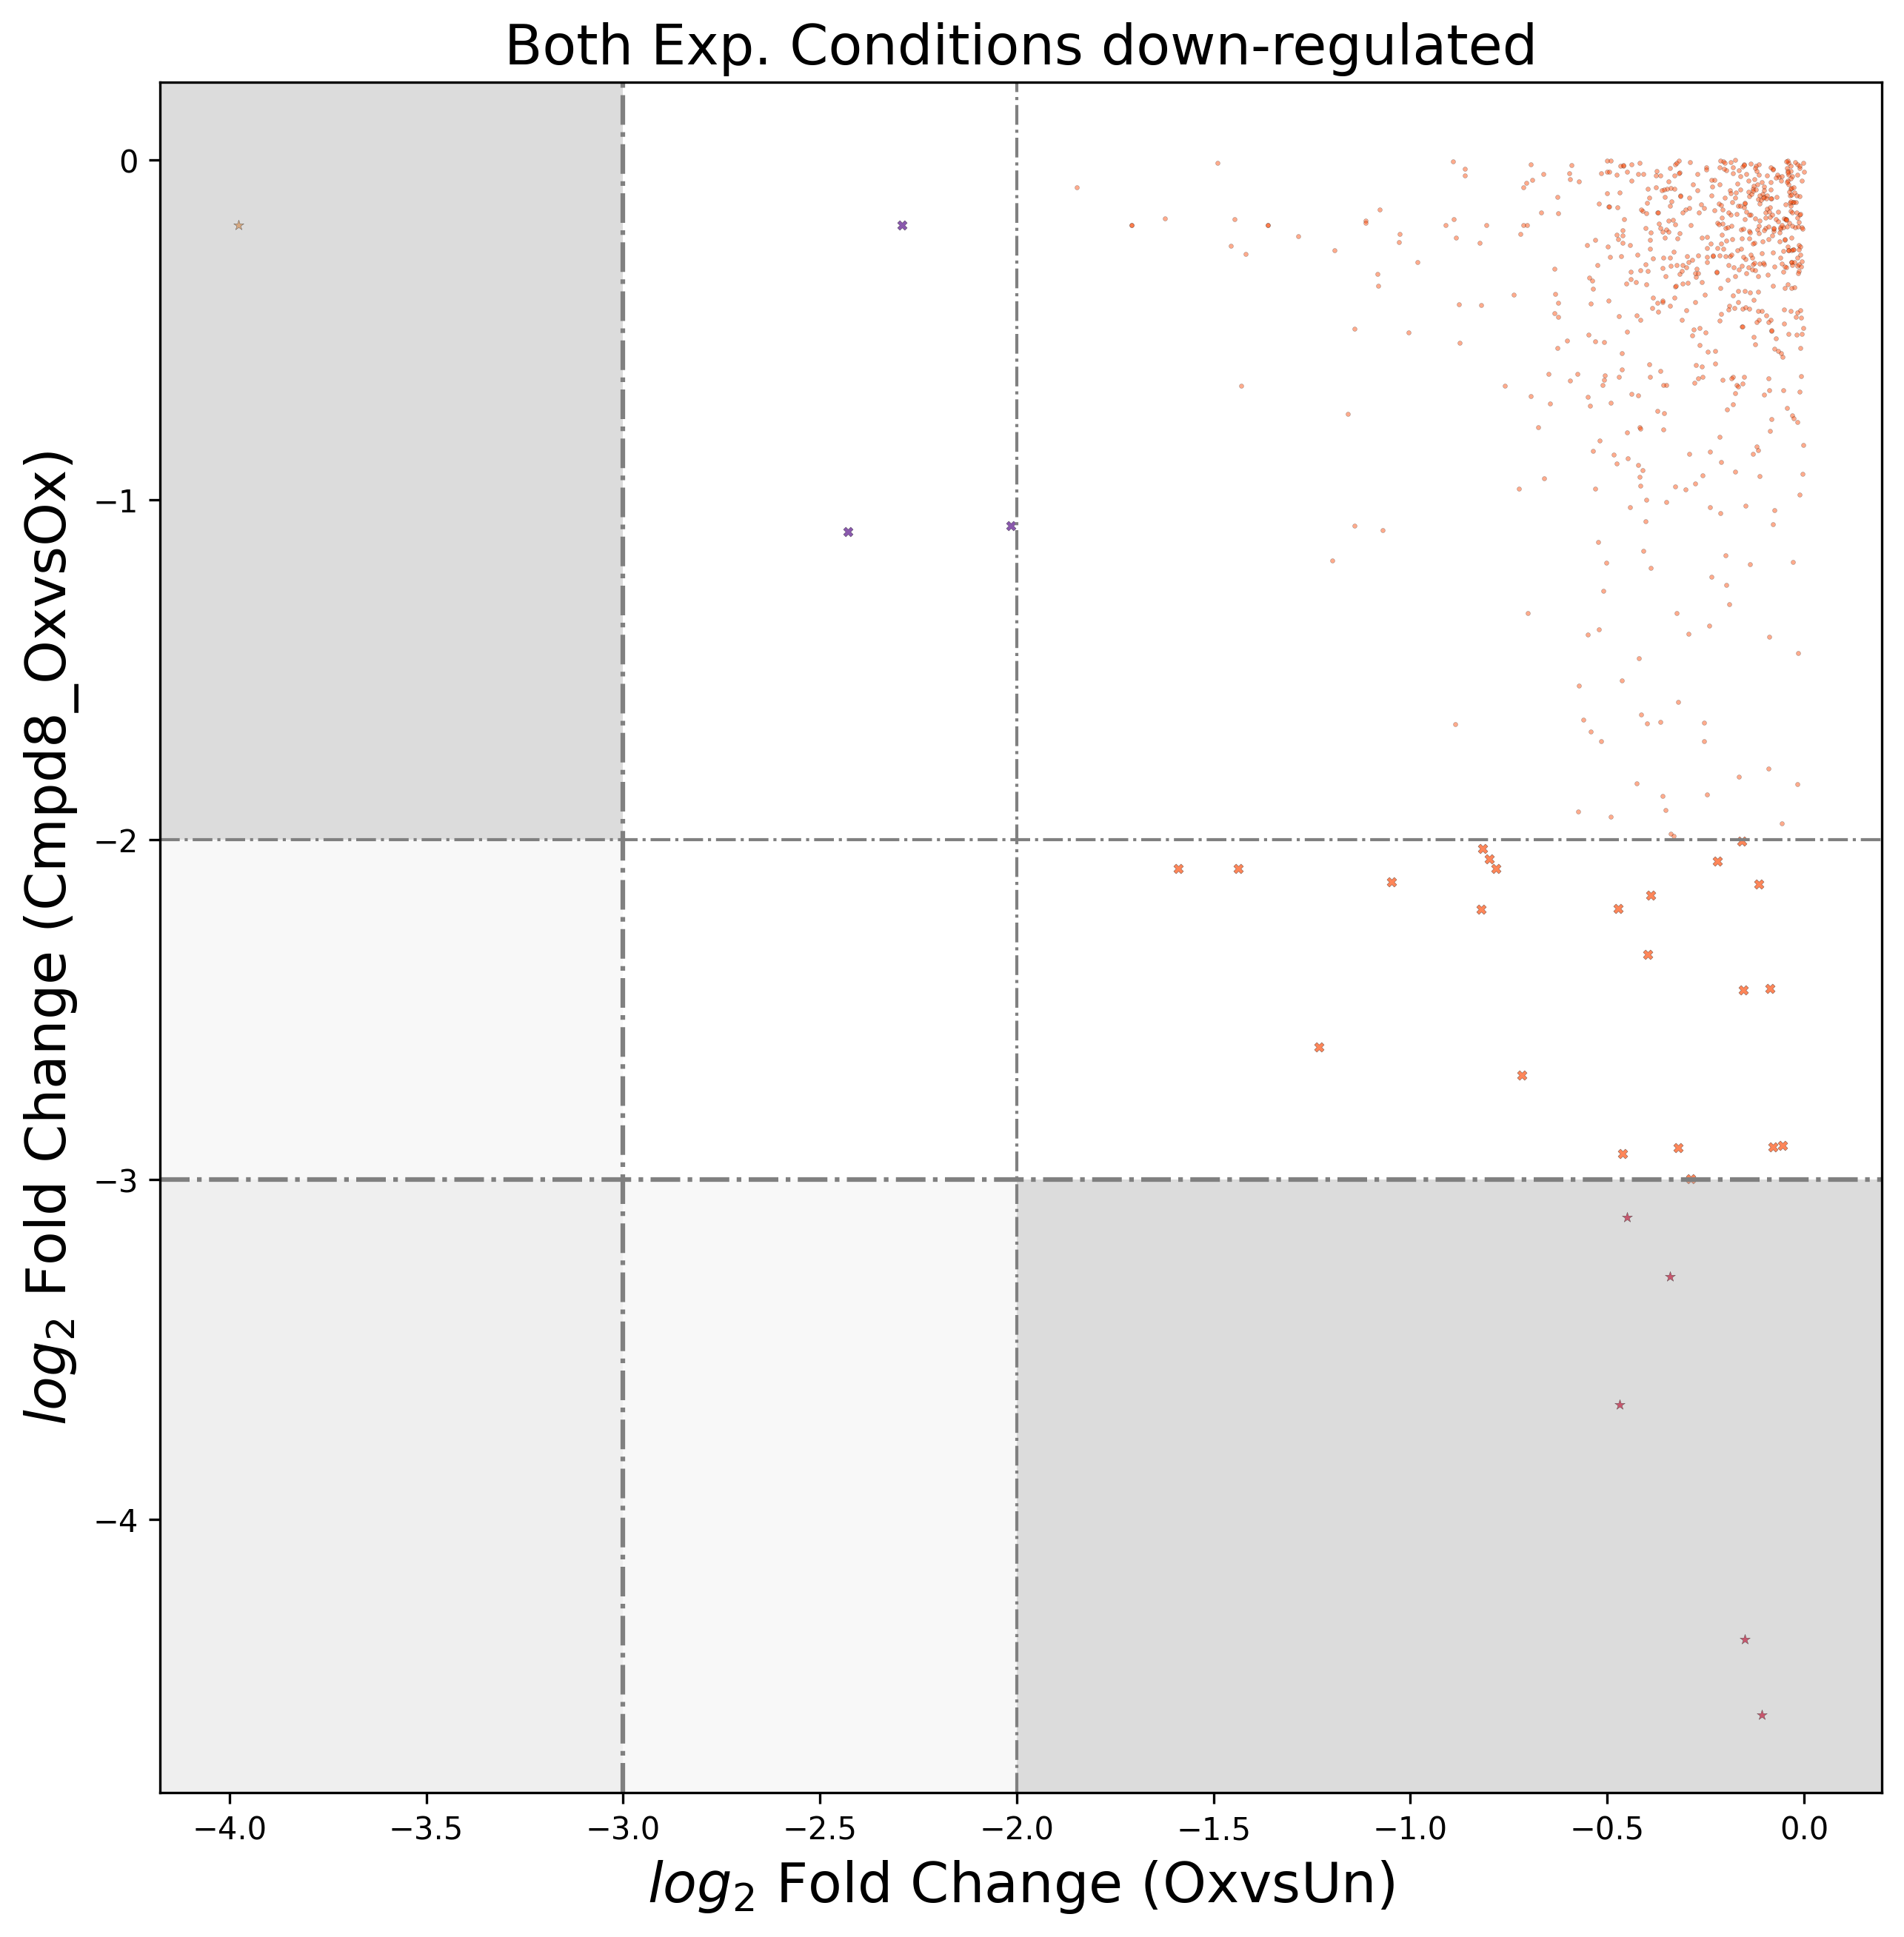 Both Exp. Conditions down-regulated
log₂ Fold Change (Cmpd8_OxvsOx)
0
−1
−2
−3
−4
−4.0 −3.5 −3.0 −2.5 −2.0 −1.5 −1.0 −0.5 0.0
log₂ Fold Change (OxvsUn)